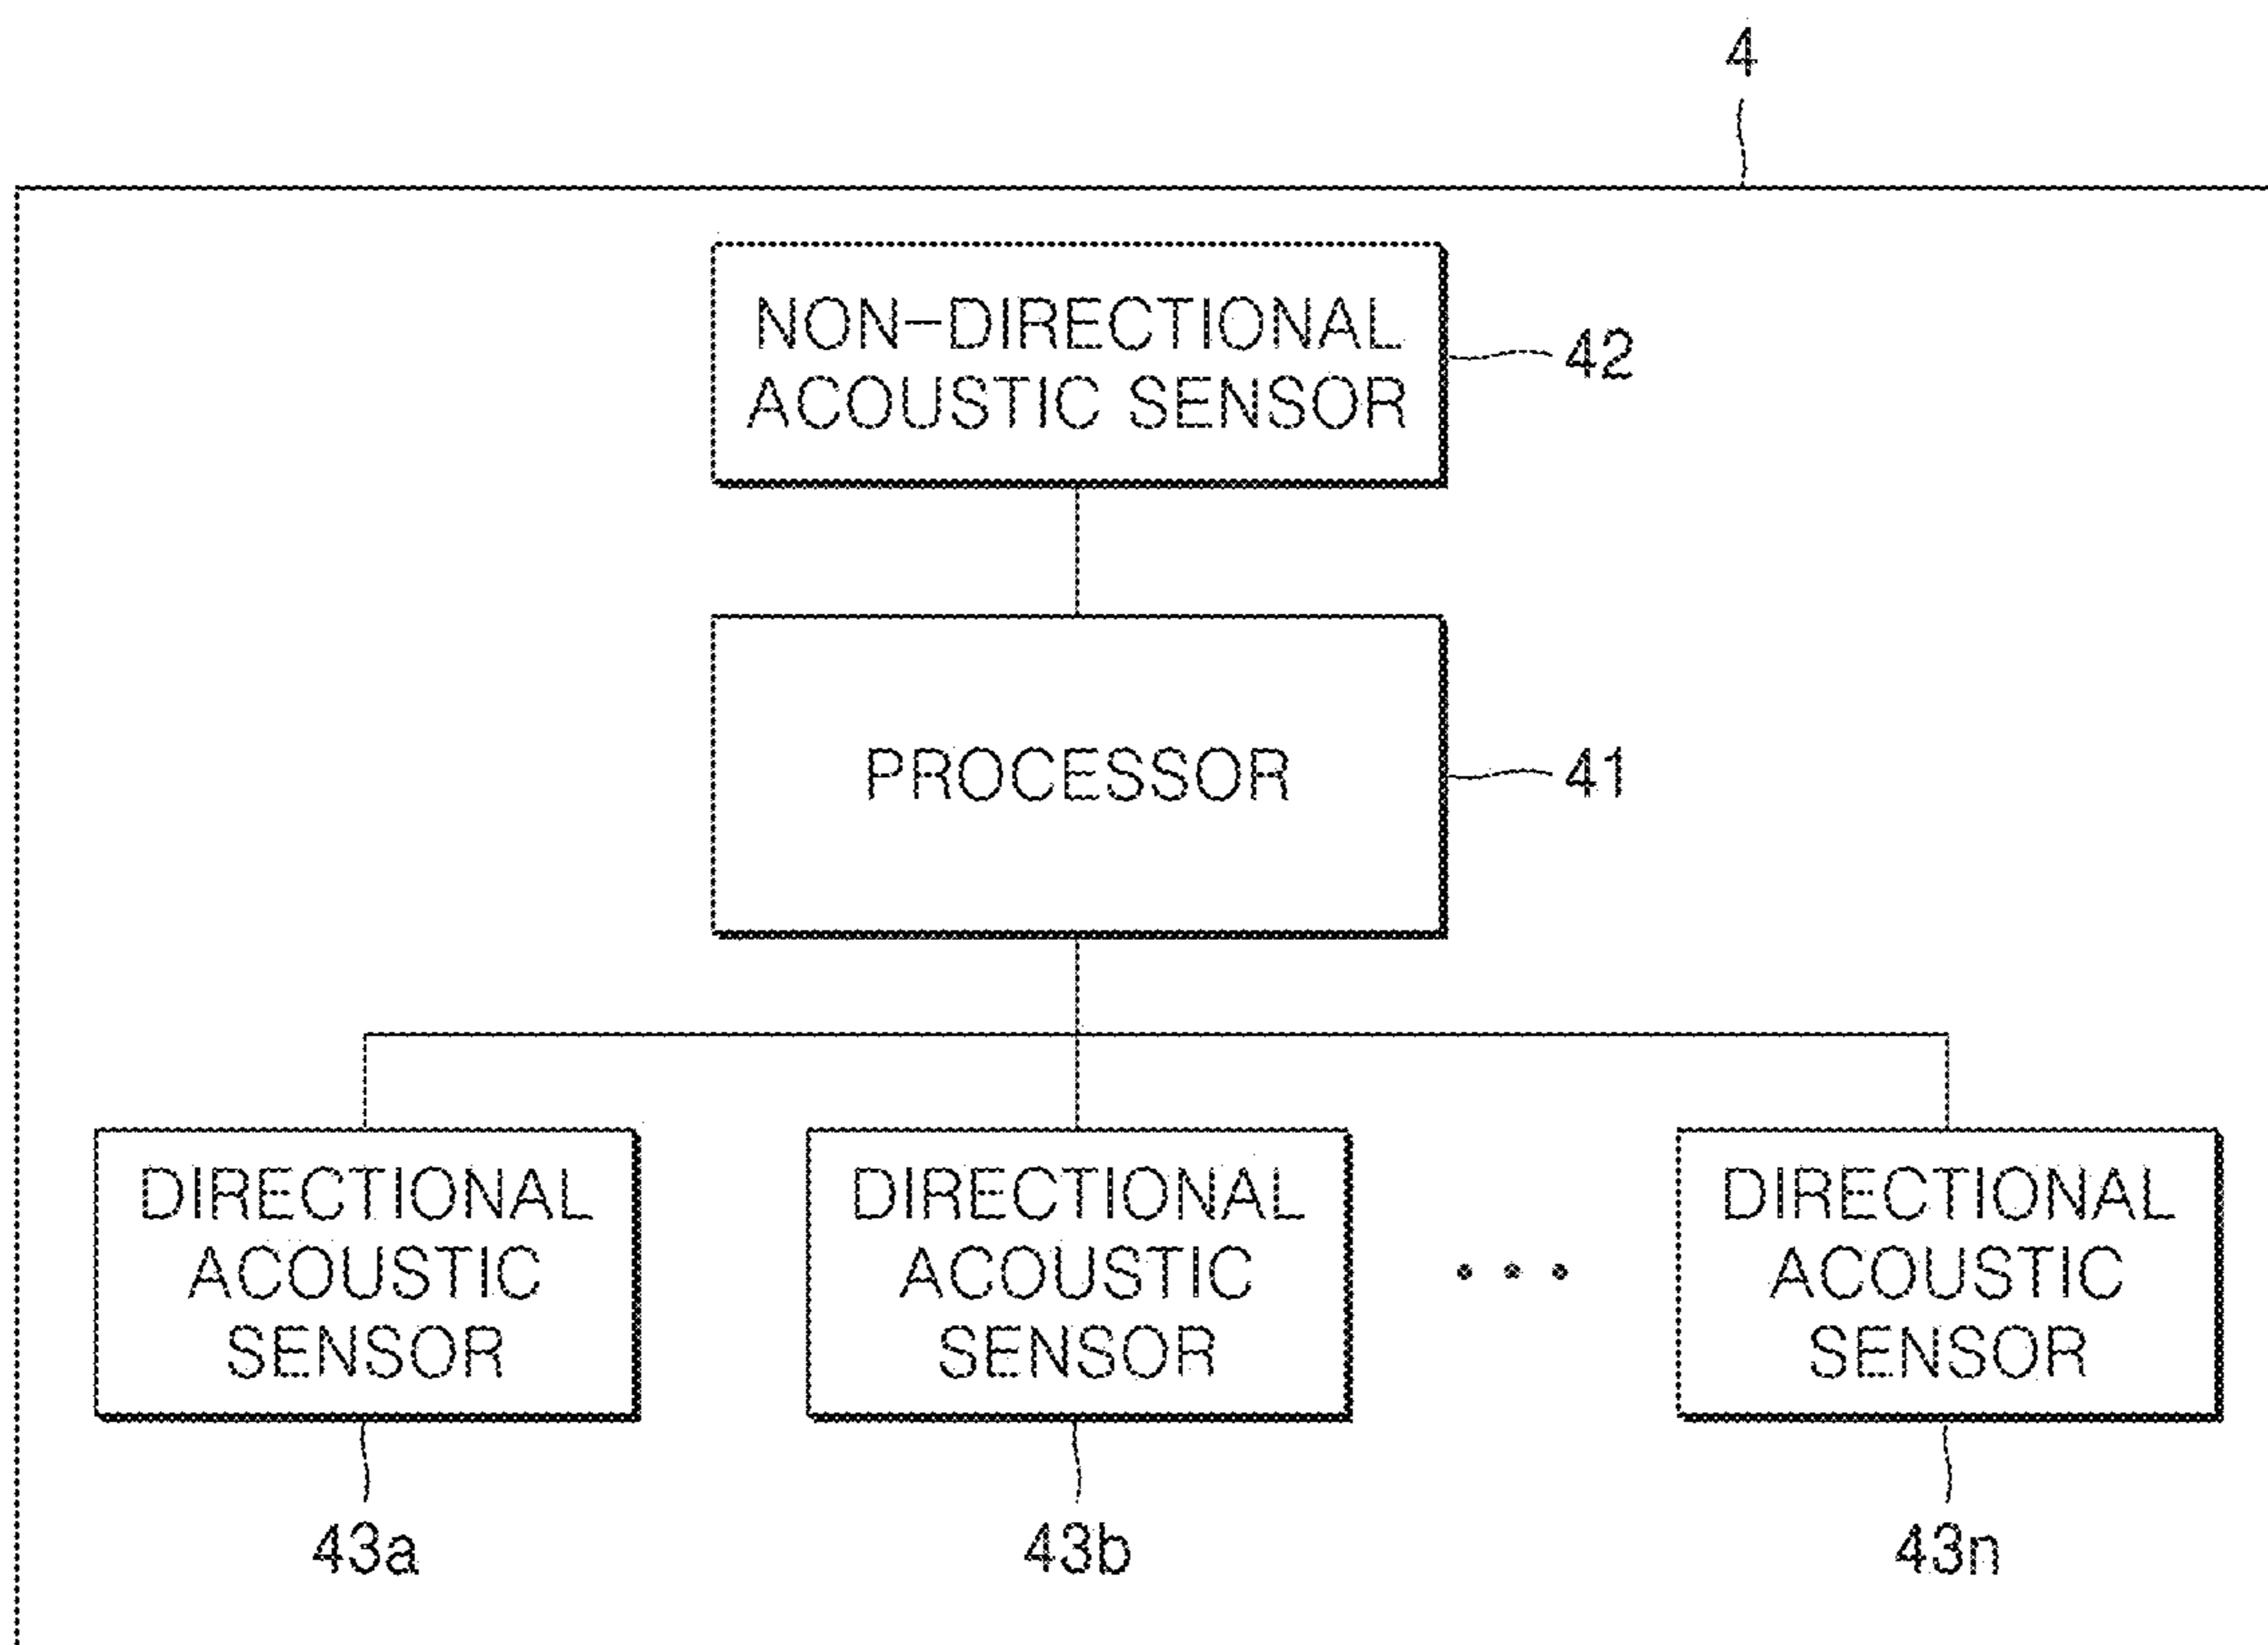 4
NON-DIRECTIONAL
ACOUSTIC SENSOR
42
PROCESSOR
41
DIRECTIONAL
ACOUSTIC
SENSOR
DIRECTIONAL
ACOUSTIC
SENSOR
DIRECTIONAL
ACOUSTIC
SENSOR
43a
43b
43n